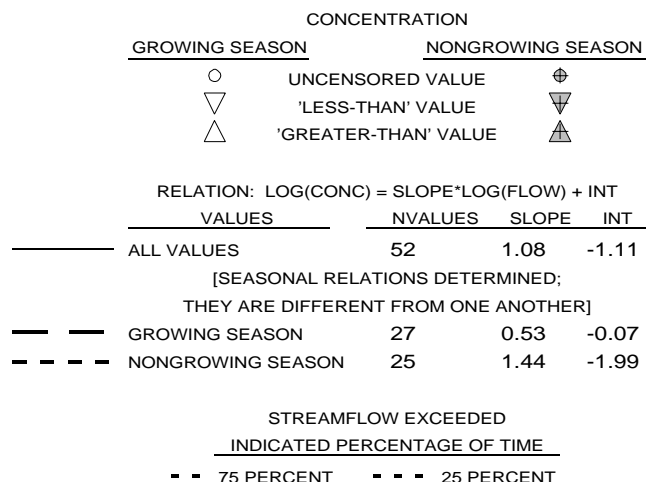 CONCENTRATION
GROWING SEASON NONGROWING SEASON
UNCENSORED VALUE
'LESS-THAN' VALUE
'GREATER-THAN' VALUE
RELATION: LOG(CONC) = SLOPE*LOG(FLOW) + INT
VALUES NVALUES SLOPE INT
ALL VALUES 52 1.08 -1.11
[SEASONAL RELATIONS DETERMINED;
THEY ARE DIFFERENT FROM ONE ANOTHER]
GROWING SEASON 27 0.53 -0.07
NONGROWING SEASON 25 1.44 -1.99
STREAMFLOW EXCEEDED
INDICATED PERCENTAGE OF TIME
75 PERCENT 25 PERCENT